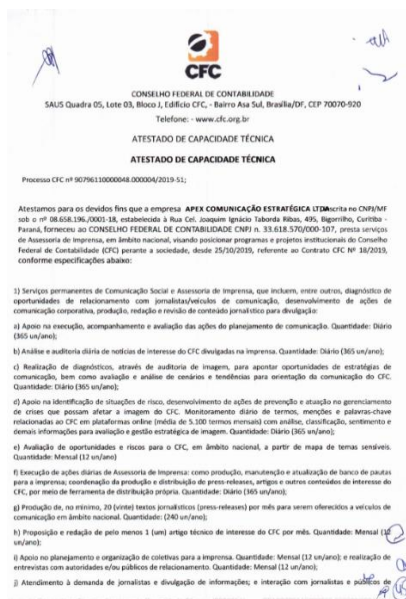 CFC
CONSELHO FEDERAL DE CONTABILIDADE
SAUS Quadra 05, Lote 03, Bloco J, Edifício CFC, - Bairro Asa Sul, Brasília/DF, CEP 70070-920
Telefone: - www.cfc.org.br
ATESTADO DE CAPACIDADE TÉCNICA
ATESTADO DE CAPACIDADE TÉCNICA
Processo CFC nº 90796110000048.000004/2019-51;
Atestamos para os devidos fins que a empresa APEX COMUNICAÇÃO ESTRATÉGICA LTDA scrita no CNPJ/MF
sob o nº 08.658.196./0001-18, estabelecida à Rua Cel. Joaquim Ignácio Taborda Ribas, 495, Bigorrilho, Curitiba -
Paraná, forneceu ao CONSELHO FEDERAL DE CONTABILIDADE CNPJ n. 33.618.570/000-107, presta serviços
de Assessoria de Imprensa, em âmbito nacional, visando posicionar programas e projetos institucionais do Conselho
Federal de Contabilidade (CFC) perante a sociedade, desde 25/10/2019, referente ao Contrato CFC Nº 18/2019,
conforme especificações abaixo:
1) Serviços permanentes de Comunicação Social e Assessoria de Imprensa, que incluem, entre outros, diagnóstico de
oportunidades de relacionamento com jornalistas/veículos de comunicação, desenvolvimento de ações de
comunicação corporativa, produção, redação e revisão de conteúdo jornalístico para divulgação:
a) Apoio na execução, acompanhamento e avaliação das ações do planejamento de comunicação. Quantidade: Diário
(365 un/ano);
b) Análise e auditoria diária de notícias de interesse do CFC divulgadas na imprensa. Quantidade: Diário (365 un/ano);
c) Realização de diagnósticos, através de auditoria de imagem, para apontar oportunidades de estratégias de
comunicação, bem como avaliação e análise de cenários e tendências para orientação da comunicação do CFC.
Quantidade: Diário (365 un/ano);
d) Apoio na identificação de situações de risco, desenvolvimento de ações de prevenção e atuação no gerenciamento
de crises que possam afetar a imagem do CFC. Monitoramento diário de termos, menções e palavras-chave
relacionadas ao CFC em plataformas online (média de 5.100 termos mensais) com análise, classificação, sentimento e
demais informações para avaliação e gestão estratégica de imagem. Quantidade: Diário (365 un/ano);
e) Avaliação de oportunidades e riscos para o CFC, em âmbito nacional, a partir de mapa de temas sensíveis.
Quantidade: Mensal (12 un/ano)
f) Execução de ações diárias de Assessoria de Imprensa: como produção, manutenção e atualização de banco de pautas
para a imprensa; coordenação da produção e distribuição de press-releases, artigos e outros conteúdos de interesse do
CFC, por meio de ferramenta de distribuição própria. Quantidade: Diário (365 un/ano);
g) Produção de, no mínimo, 20 (vinte) textos jornalísticos (press-releases) por mês para serem oferecidos a veículos de
comunicação em âmbito nacional. Quantidade: (240 un/ano);
h) Proposição e redação de pelo menos 1 (um) artigo técnico de interesse do CFC por mês. Quantidade: Mensal (12
un/ano);
i) Apoio no planejamento e organização de coletivas para a imprensa. Quantidade: Mensal (12 un/ano); e realização de
entrevistas com autoridades e/ou públicos de relacionamento. Quantidade: Mensal (12 un/ano).
j) Atendimento à demanda de jornalistas e divulgação de informações; e interação com jornalistas e públicos de